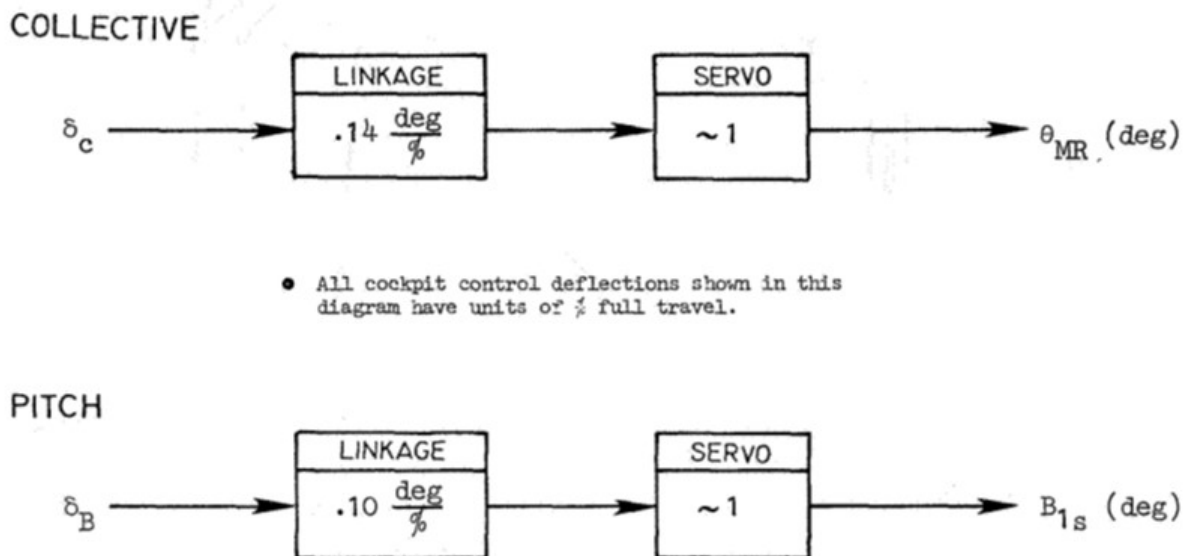 COLLECTIVE
LINKAGE
SERVO
δc
.14 deg/%
~1
θMR (deg)
• All cockpit control deflections shown in this
diagram have units of % full travel.
PITCH
LINKAGE
SERVO
δB
.10 deg/%
~1
B1s (deg)